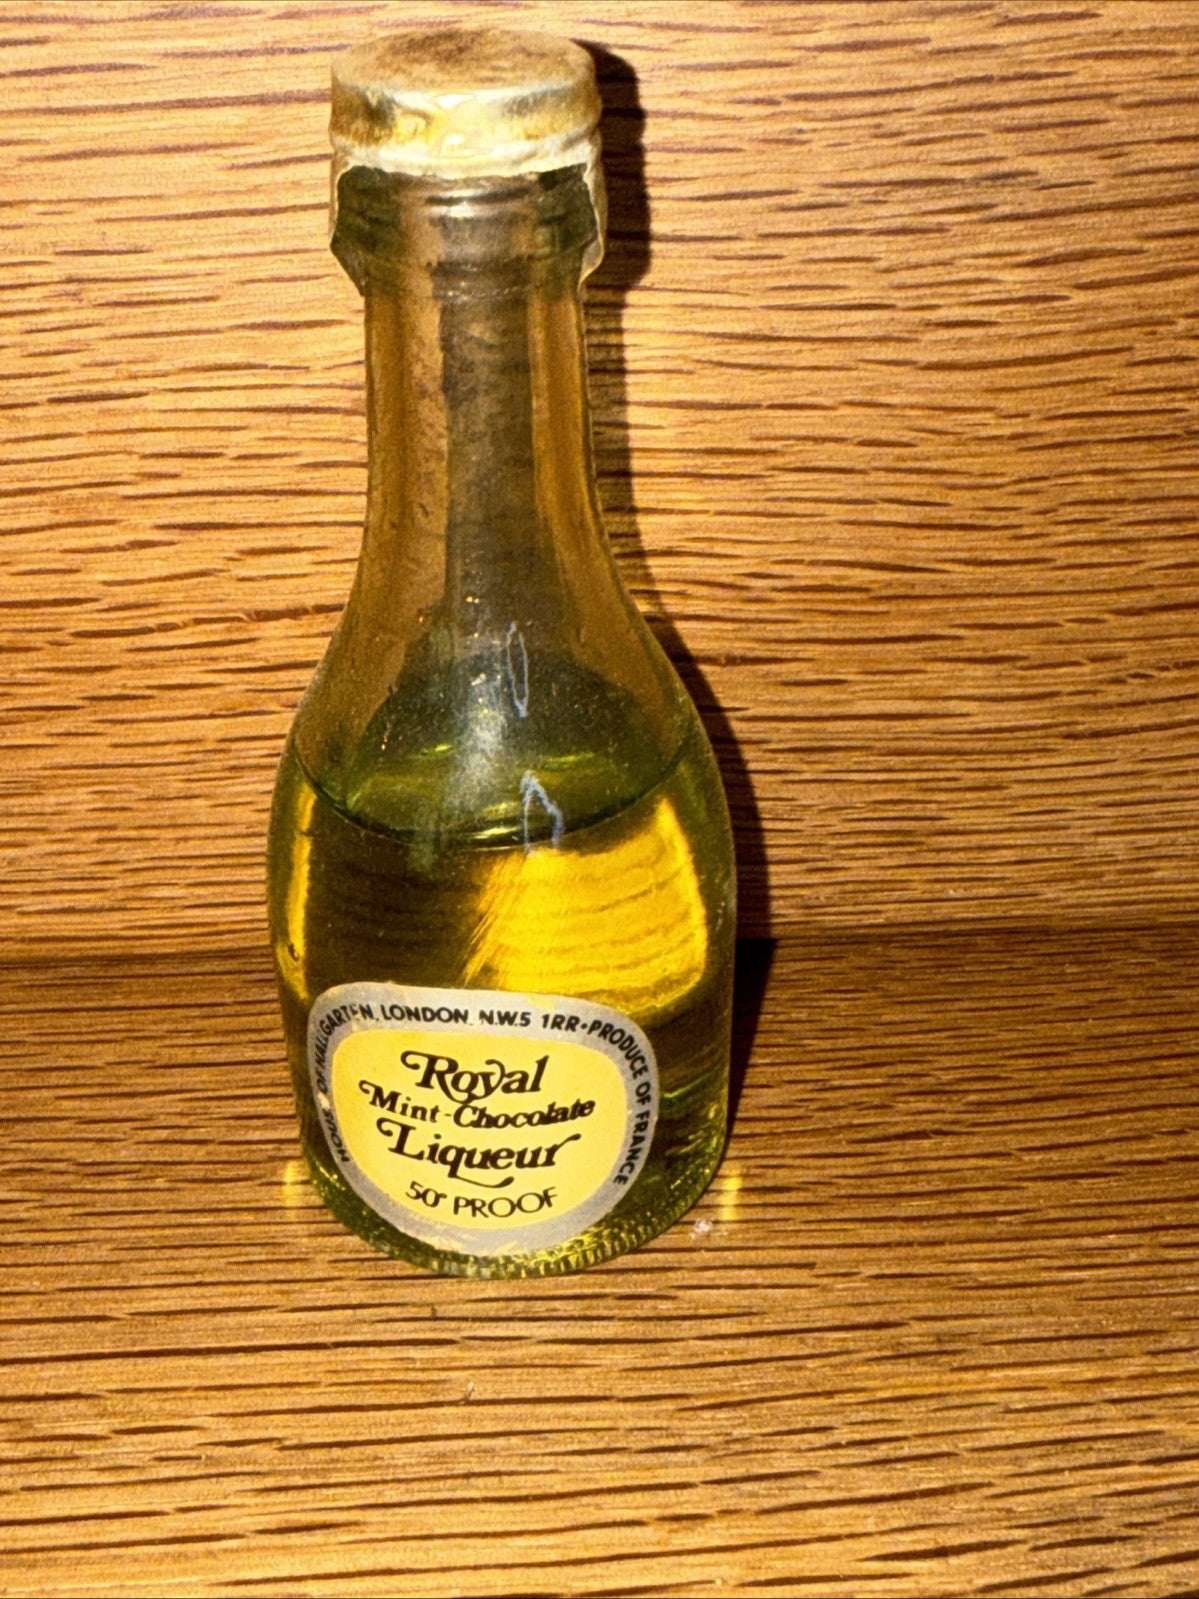 HOUSE OF HALLGARTEN, LONDON. N.W.5 1RR•PRODUCE OF FRANCE
Royal
Mint-Chocolate
Liqueur
50° PROOF